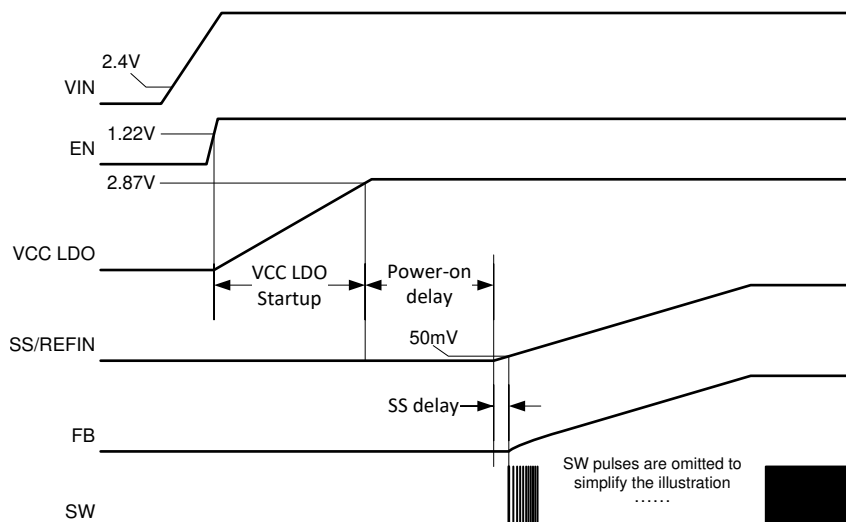 2.4V
VIN
1.22V
EN
2.87V
VCC LDO
VCC LDO
Startup
Power-on
delay
50mV
SS/REFIN
SS delay
FB
SW pulses are omitted to
simplify the illustration
......
SW